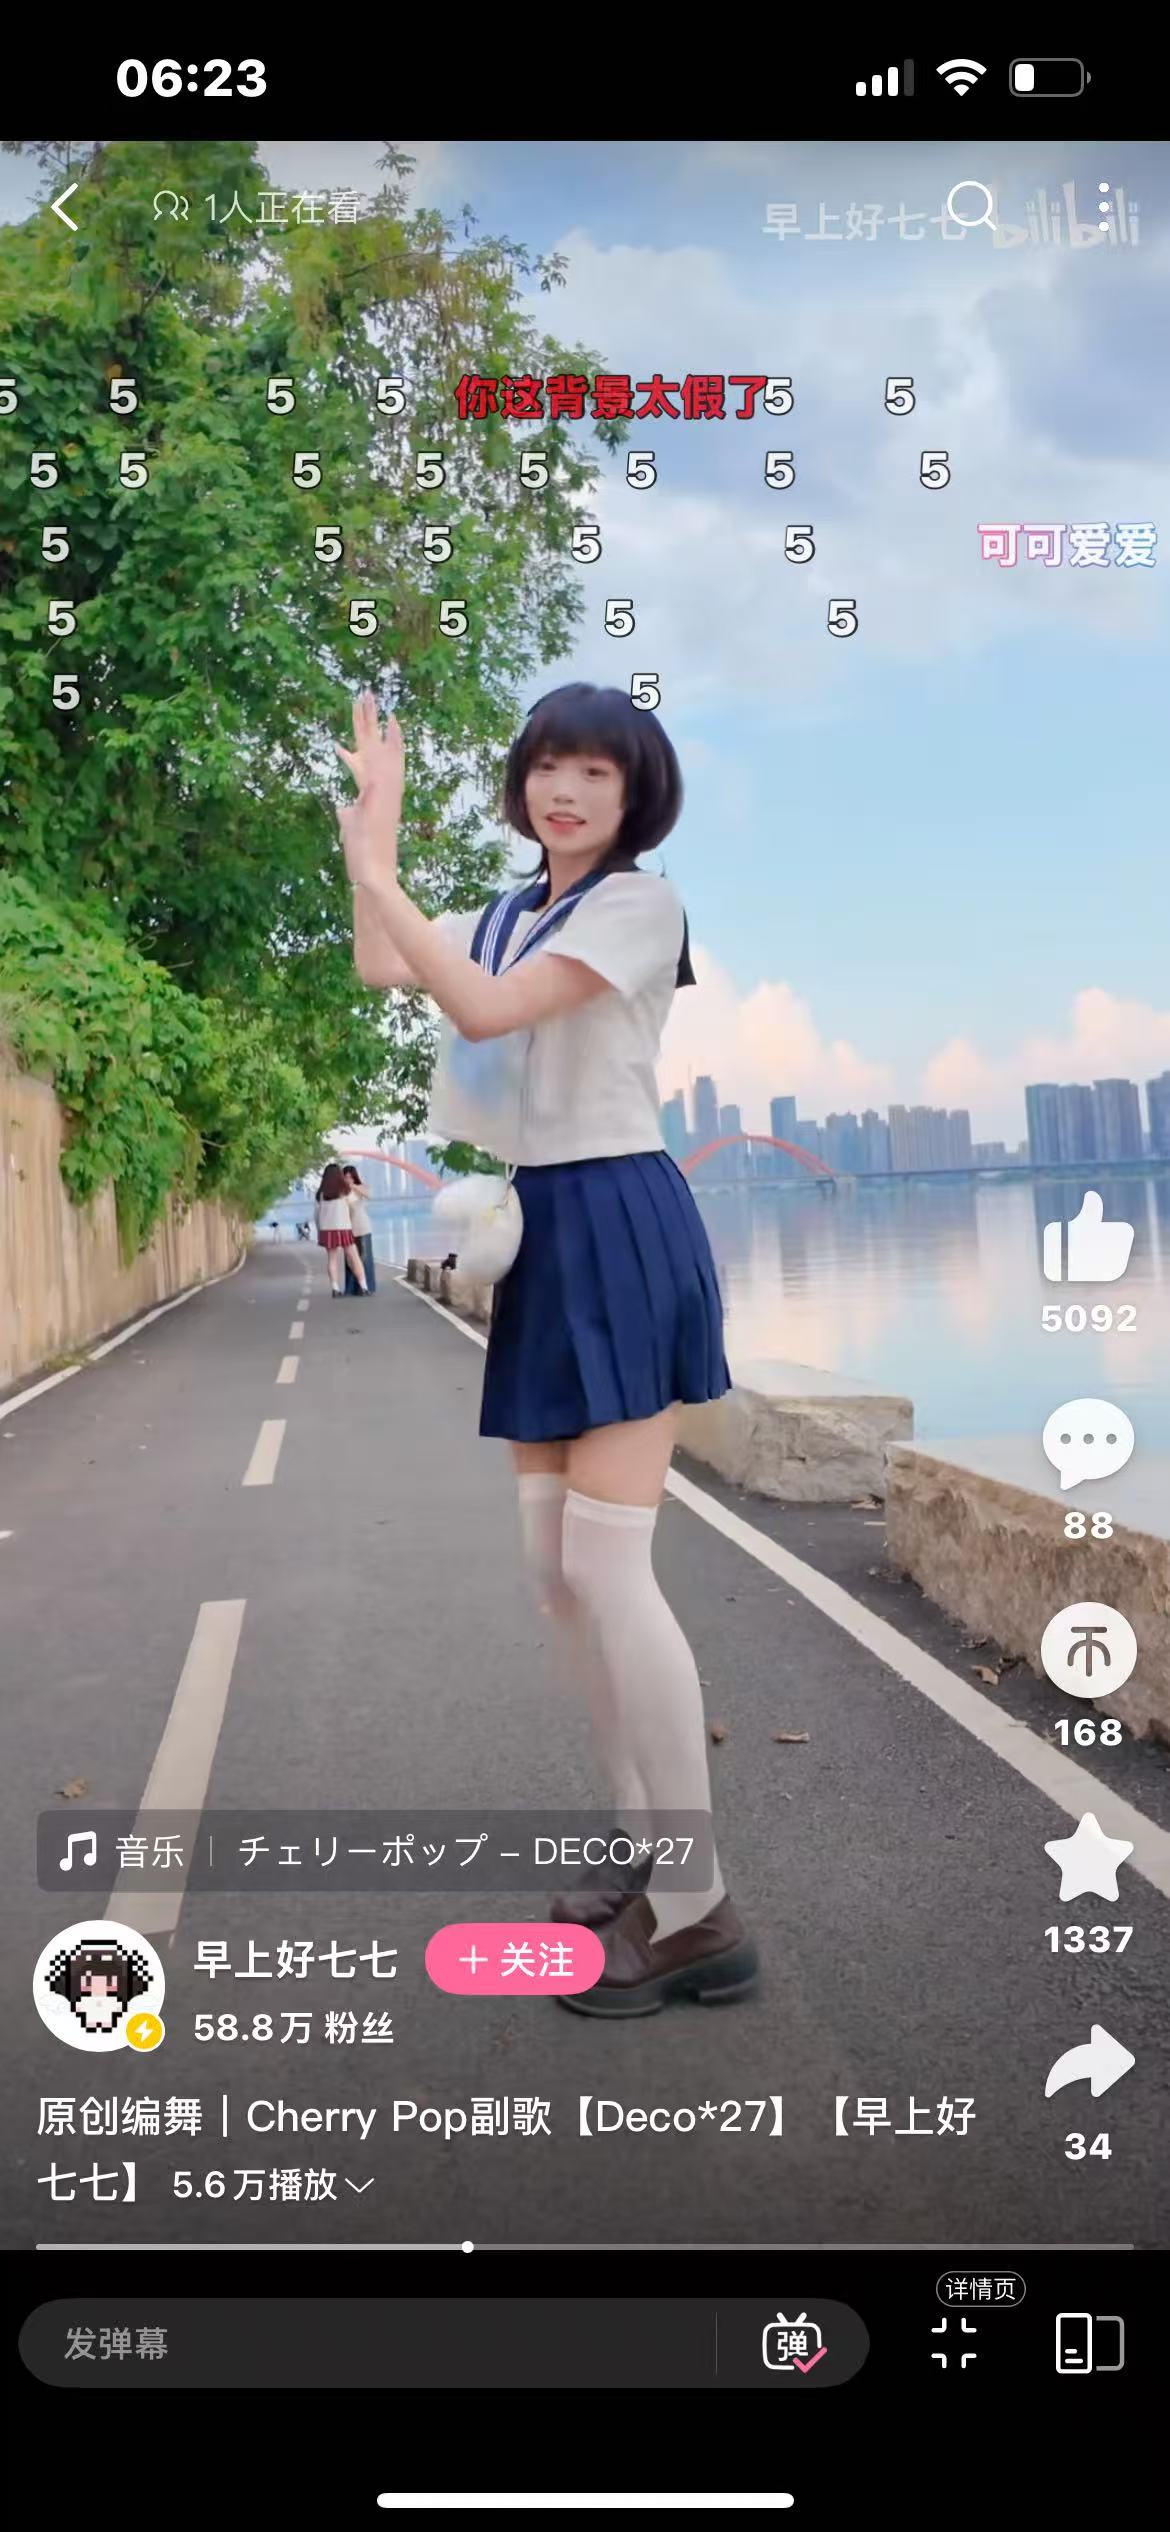 06:23
1人正在看
早上好七七 bilibili
5 5 5 5 你这背景太假了 5 5
5 5 5 5 5 5 5 5
5 5 5 5 5 可可爱爱
5 5 5 5 5
5 5
5092
88
168
音乐 | チェリーポップ – DECO*27
1337
早上好七七 + 关注
58.8万 粉丝
34
原创编舞｜Cherry Pop副歌【Deco*27】【早上好
七七】 5.6万播放
详情页
发弹幕 弹